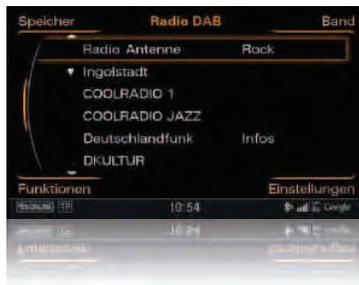 Speicher Radio DAB Band
Radio Antenne Rock
Ingolstadt
COOLRADIO 1
COOLRADIO JAZZ
Deutschlandfunk Infos
DKULTUR
Funktionen Einstellungen
TP 10:54 Google